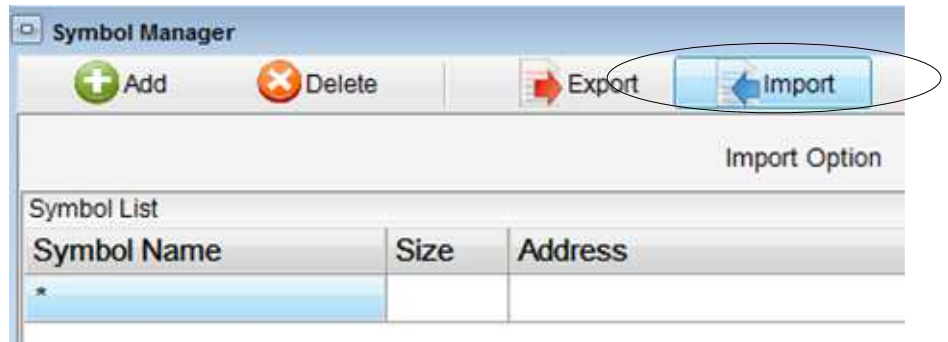 Symbol Manager
Add Delete Export Import
Import Option
Symbol List
Symbol Name Size Address
*